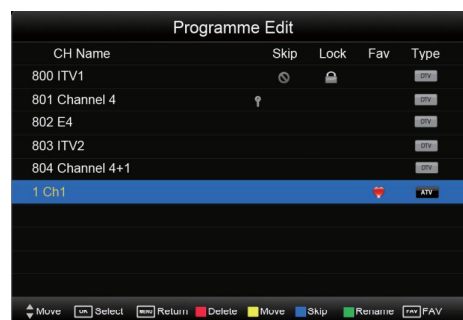 Programme Edit
CH Name Skip Lock Fav Type
800 ITV1 DTV
801 Channel 4 DTV
802 E4 DTV
803 ITV2 DTV
804 Channel 4+1 DTV
1 Ch1 ATV
Move OK Select MENU Return Delete Move Skip Rename FAV FAV